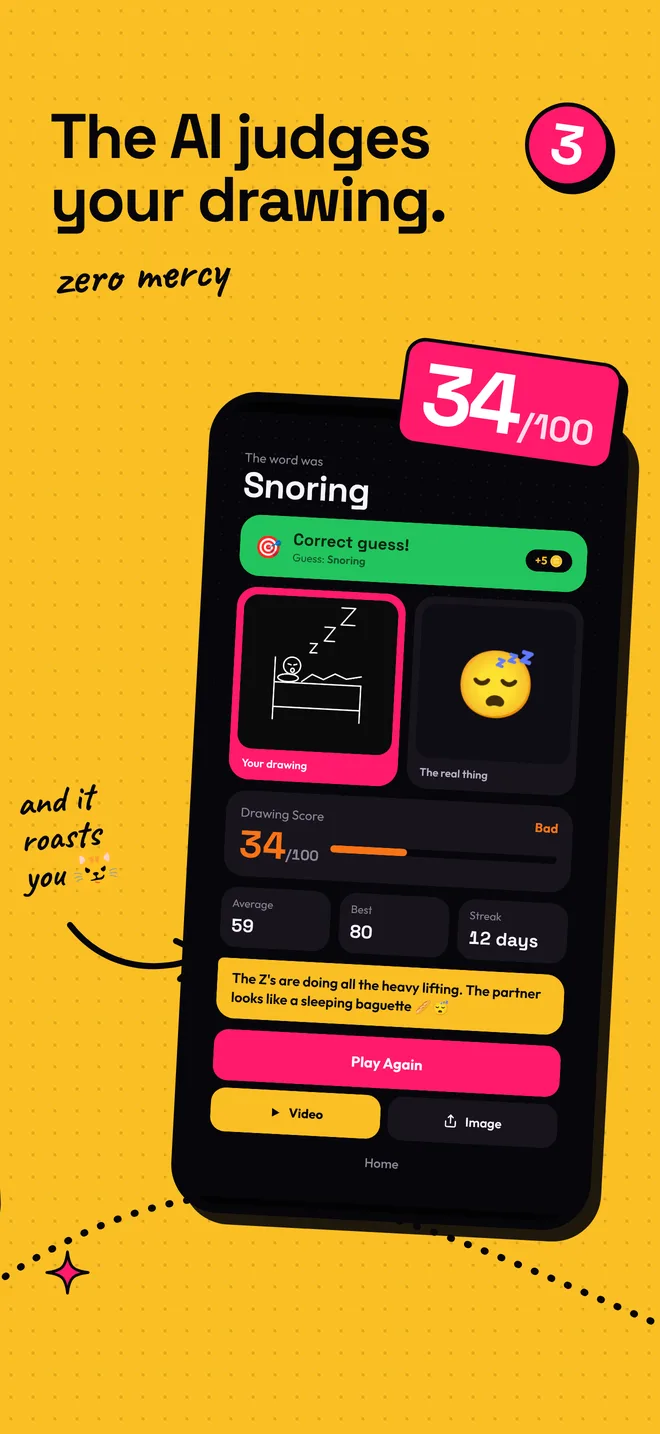 The AI judges
your drawing.
3
zero mercy
34/100
The word was
Snoring
Correct guess!
Guess: Snoring
+5
z z Z
Your drawing
zzZ
The real thing
Drawing Score
Bad
34/100
Average
59
Best
80
Streak
12 days
and it
roasts
you
The Z's are doing all the heavy lifting. The partner
looks like a sleeping baguette 🥖😴
Play Again
Video
Image
Home